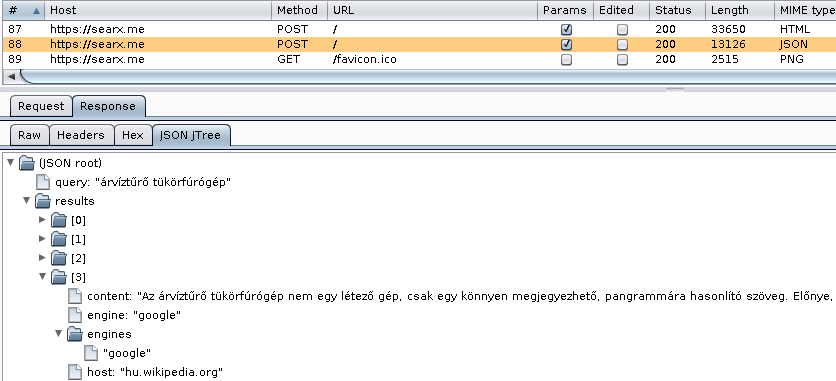 # Host Method URL Params Edited Status Length MIME type
87 https://searx.me POST / 200 33650 HTML
88 https://searx.me POST / 200 13126 JSON
89 https://searx.me GET /favicon.ico 200 2515 PNG
Request Response
Raw Headers Hex JSON JTree
(JSON root)
query: "árvíztűrő tükörfúrógép"
results
[0]
[1]
[2]
[3]
content: "Az árvíztűrő tükörfúrógép nem egy létező gép, csak egy könnyen megjegyezhető, pangrammára hasonlító szöveg. Előnye,
engine: "google"
engines
"google"
host: "hu.wikipedia.org"